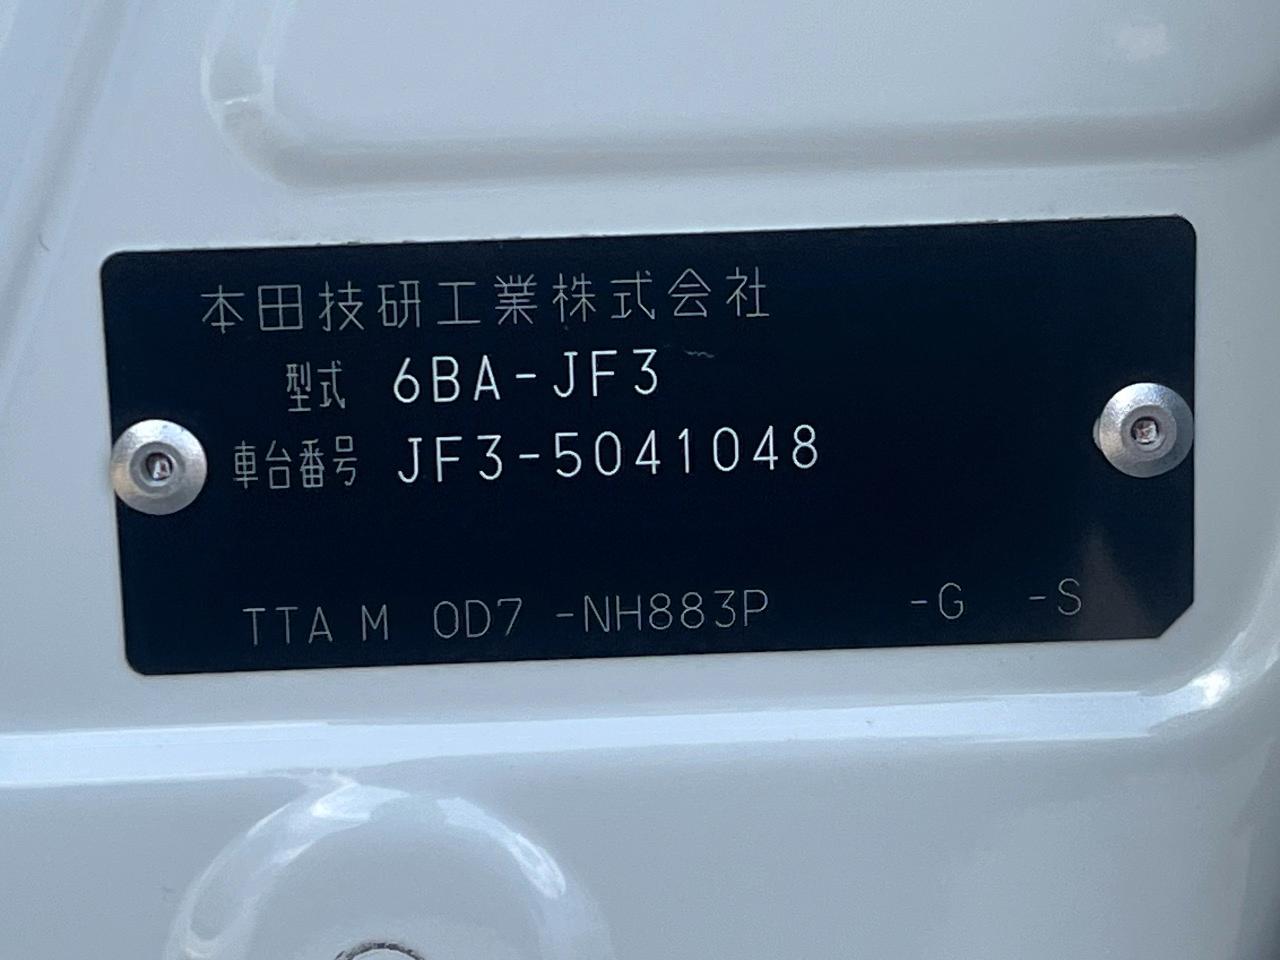 本田技研工業株式会社
型式 6BA-JF3
車台番号 JF3-5041048
TTA M 0D7 -NH883P -G -S